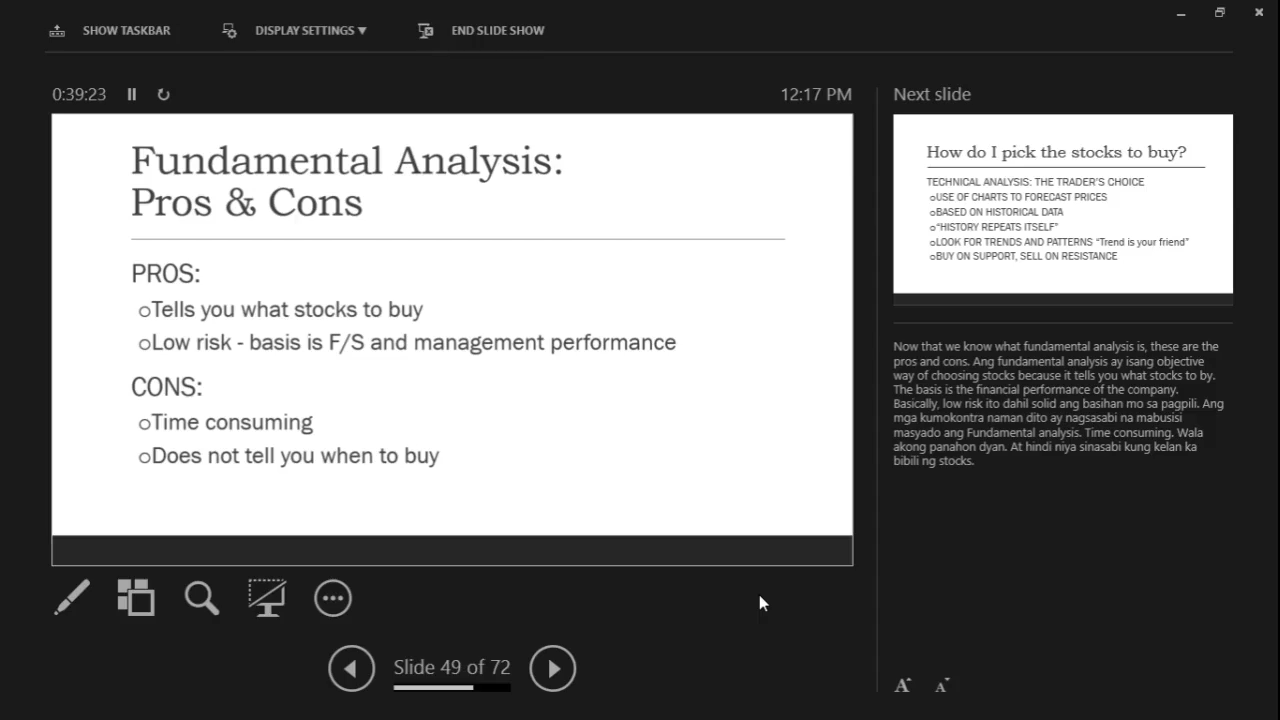 SHOW TASKBAR
DISPLAY SETTINGS ▼
END SLIDE SHOW
0:39:23
12:17 PM
Fundamental Analysis:
Pros & Cons
PROS:
oTells you what stocks to buy
oLow risk - basis is F/S and management performance
CONS:
oTime consuming
oDoes not tell you when to buy
Slide 49 of 72
Next slide
How do I pick the stocks to buy?
TECHNICAL ANALYSIS: THE TRADER'S CHOICE
oUSE OF CHARTS TO FORECAST PRICES
oBASED ON HISTORICAL DATA
o"HISTORY REPEATS ITSELF"
oLOOK FOR TRENDS AND PATTERNS "Trend is your friend"
oBUY ON SUPPORT, SELL ON RESISTANCE
Now that we know what fundamental analysis is, these are the
pros and cons. Ang fundamental analysis ay isang objective
way of choosing stocks because it tells you what stocks to by.
The basis is the financial performance of the company.
Basically, low risk ito dahil solid ang basihan mo sa pagpili. Ang
mga kumokontra naman dito ay nagsasabi na mabusisi
masyado ang Fundamental analysis. Time consuming. Wala
akong panahon dyan. At hindi niya sinasabi kung kelan ka
bibili ng stocks.
A A